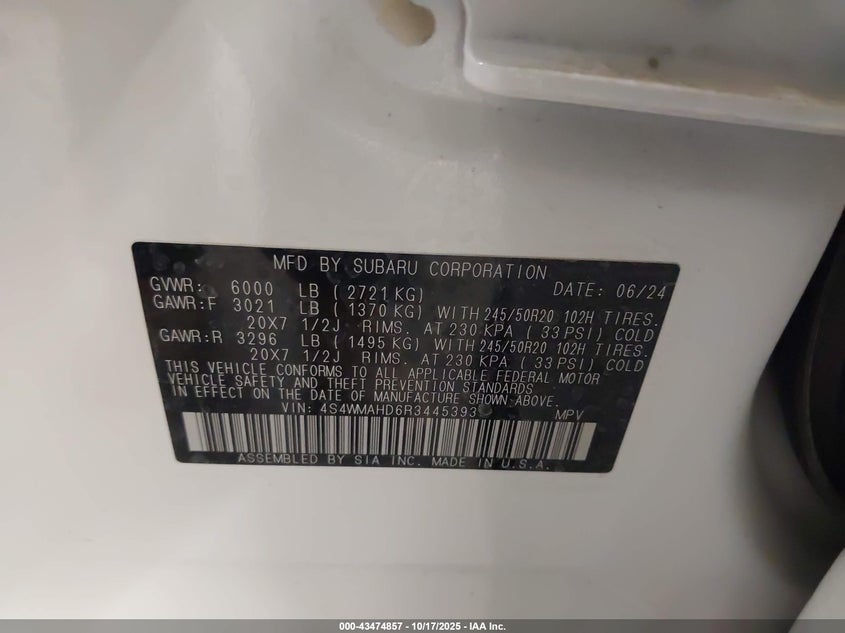 MFD BY SUBARU CORPORATION
GVWR: 6000 LB ( 2721 KG) DATE: 06/24
GAWR:F 3021 LB ( 1370 KG) WITH 245/50R20 102H TIRES.
20X7 1/2J RIMS. AT 230 KPA ( 33 PSI) COLD
GAWR:R 3296 LB ( 1495 KG) WITH 245/50R20 102H TIRES.
20X7 1/2J RIMS. AT 230 KPA ( 33 PSI) COLD
THIS VEHICLE CONFORMS TO ALL APPLICABLE FEDERAL MOTOR
VEHICLE SAFETY AND THEFT PREVENTION STANDARDS
IN EFFECT ON THE DATE OF MANUFACTURE SHOWN ABOVE.
VIN: 4S4WMAHD6R3445393 MPV
ASSEMBLED BY SIA INC. MADE IN U.S.A.
000-43474857 - 10/17/2025 - IAA Inc.